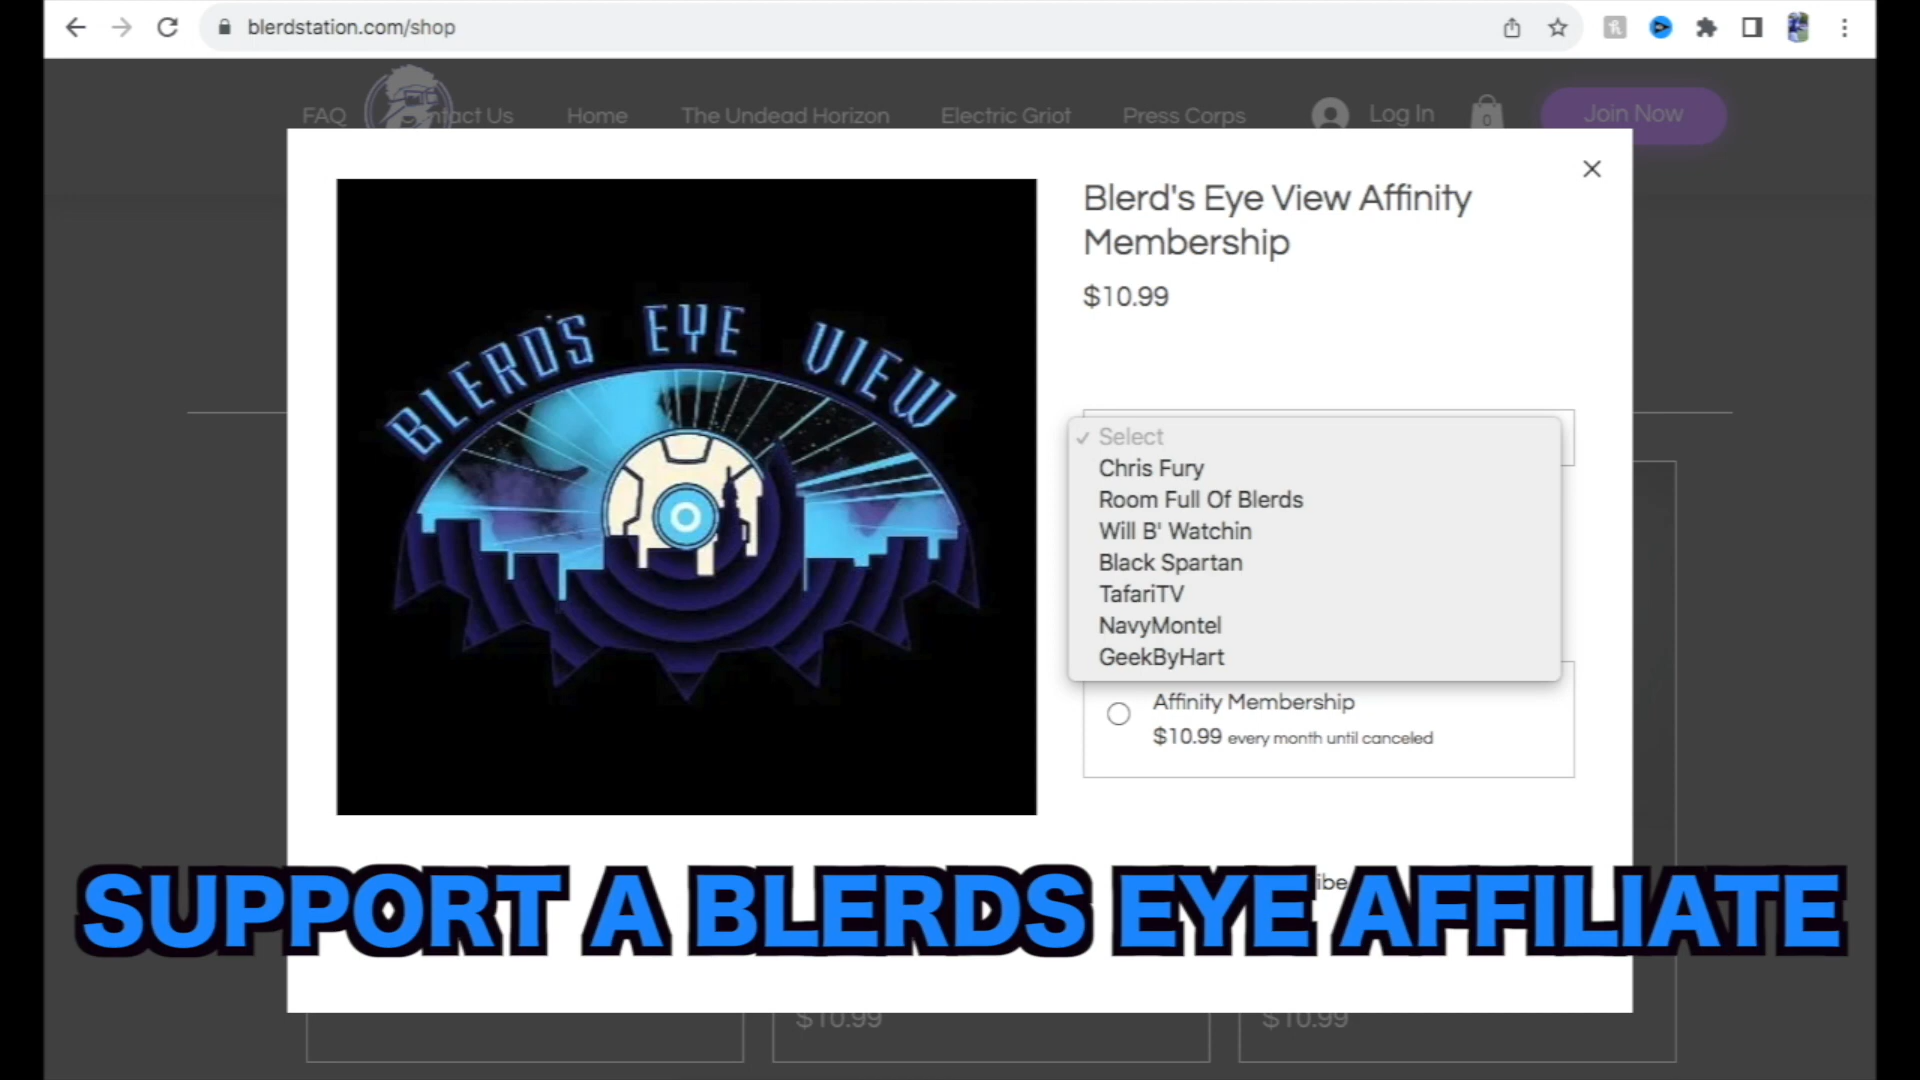 blerdstation.com/shop
FAQ
Contact Us
Home
The Undead Horizon
Electric Griot
Press Corps
Log In
0
Join Now
Blerd's Eye View Affinity
Membership
$10.99
BLERD'S EYE VIEW
✓ Select
Chris Fury
Room Full Of Blerds
Will B' Watchin
Black Spartan
TafariTV
NavyMontel
GeekByHart
Affinity Membership
$10.99 every month until canceled
ibe
SUPPORT A BLERDS EYE AFFILIATE
$10.99
$10.99